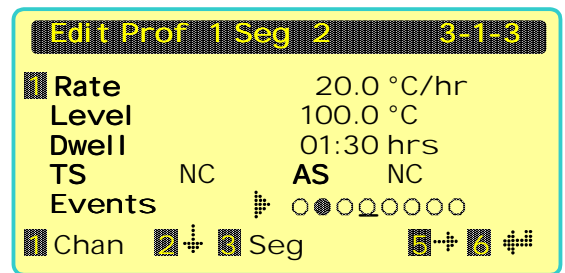 Edit Prof 1 Seg 2 3-1-3
1 Rate 20.0 °C/hr
Level 100.0 °C
Dwell 01:30 hrs
TS NC AS NC
Events
1 Chan 2 ↓ 3 Seg 5 → 6 ↵